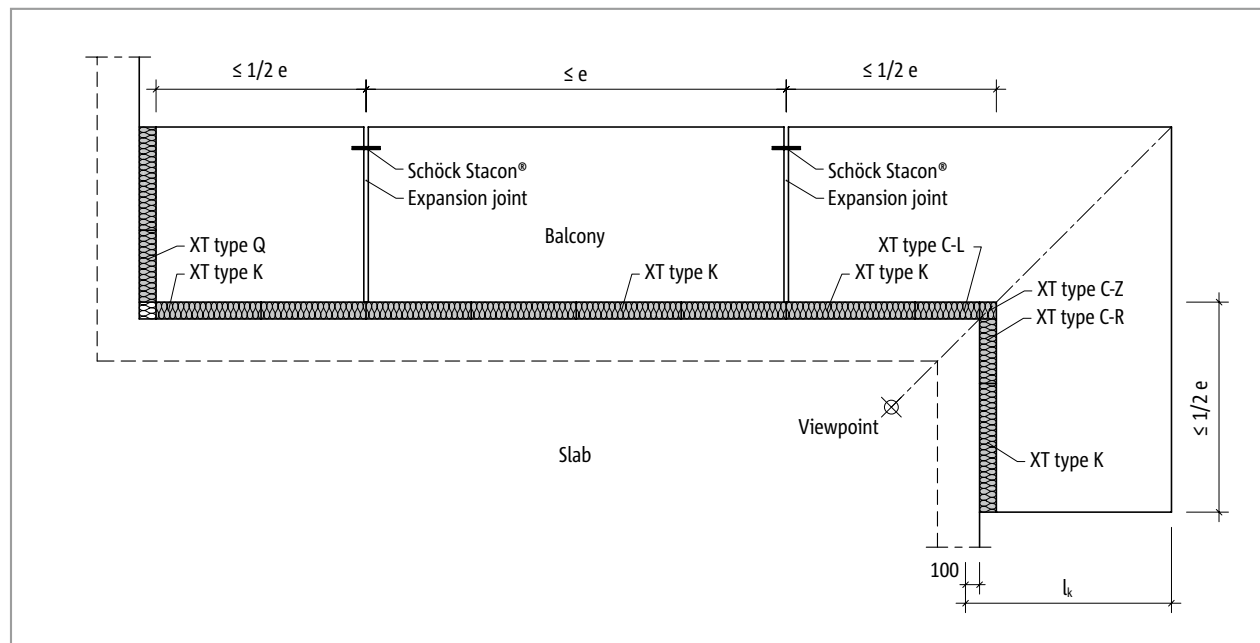 ≤ 1/2 e
≤ e
≤ 1/2 e
Schöck Stacon®
Expansion joint
Schöck Stacon®
Expansion joint
Balcony
XT type Q
XT type K
XT type K
XT type K
XT type C-L
XT type C-Z
XT type C-R
≤ 1/2 e
Viewpoint
Slab
XT type K
100
lₖ